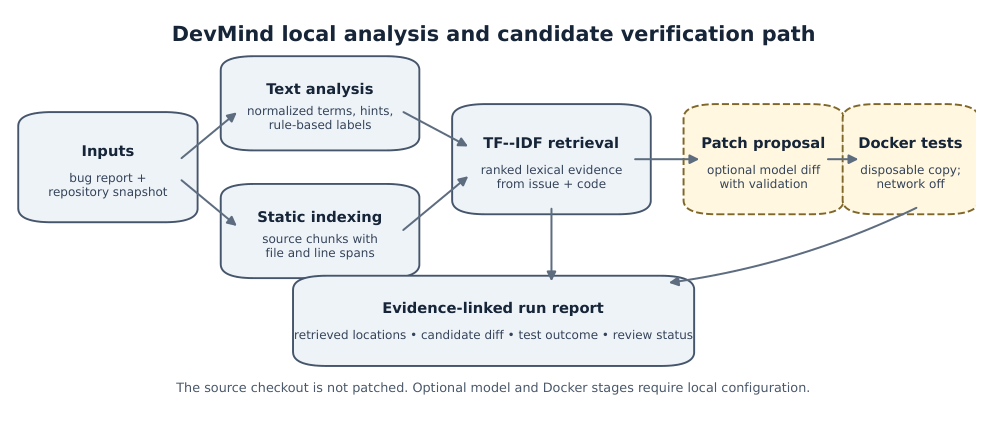 DevMind local analysis and candidate verification path
Inputs
bug report +
repository snapshot
Text analysis
normalized terms, hints,
rule-based labels
Static indexing
source chunks with
file and line spans
TF--IDF retrieval
ranked lexical evidence
from issue + code
Patch proposal
optional model diff
with validation
Docker tests
disposable copy;
network off
Evidence-linked run report
retrieved locations • candidate diff • test outcome • review status
The source checkout is not patched. Optional model and Docker stages require local configuration.